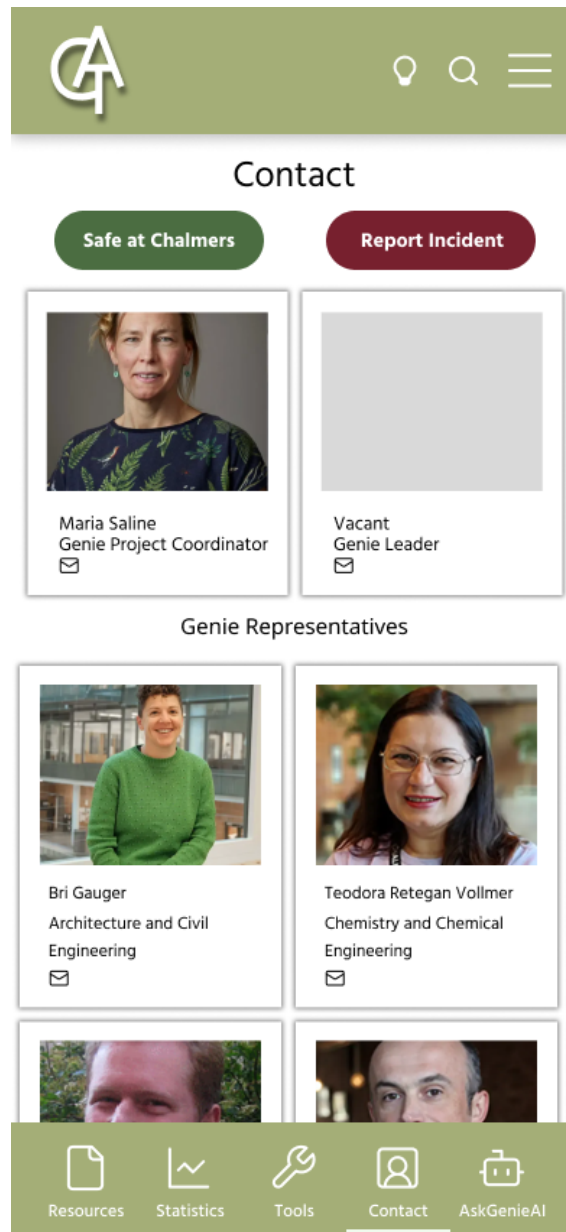 CAT
Contact
Safe at Chalmers
Report Incident
Maria Saline
Genie Project Coordinator
Vacant
Genie Leader
Genie Representatives
Bri Gauger
Architecture and Civil
Engineering
Teodora Retegan Vollmer
Chemistry and Chemical
Engineering
Resources
Statistics
Tools
Contact
AskGenieAI